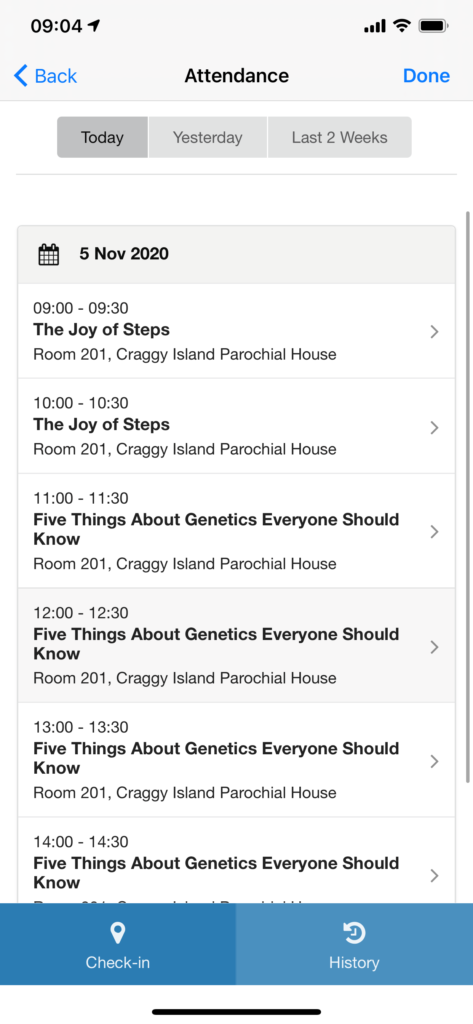 09:04
Back
Attendance
Done
Today
Yesterday
Last 2 Weeks
5 Nov 2020
09:00 - 09:30
The Joy of Steps
Room 201, Craggy Island Parochial House
10:00 - 10:30
The Joy of Steps
Room 201, Craggy Island Parochial House
11:00 - 11:30
Five Things About Genetics Everyone Should
Know
Room 201, Craggy Island Parochial House
12:00 - 12:30
Five Things About Genetics Everyone Should
Know
Room 201, Craggy Island Parochial House
13:00 - 13:30
Five Things About Genetics Everyone Should
Know
Room 201, Craggy Island Parochial House
14:00 - 14:30
Five Things About Genetics Everyone Should
Know
Check-in
History